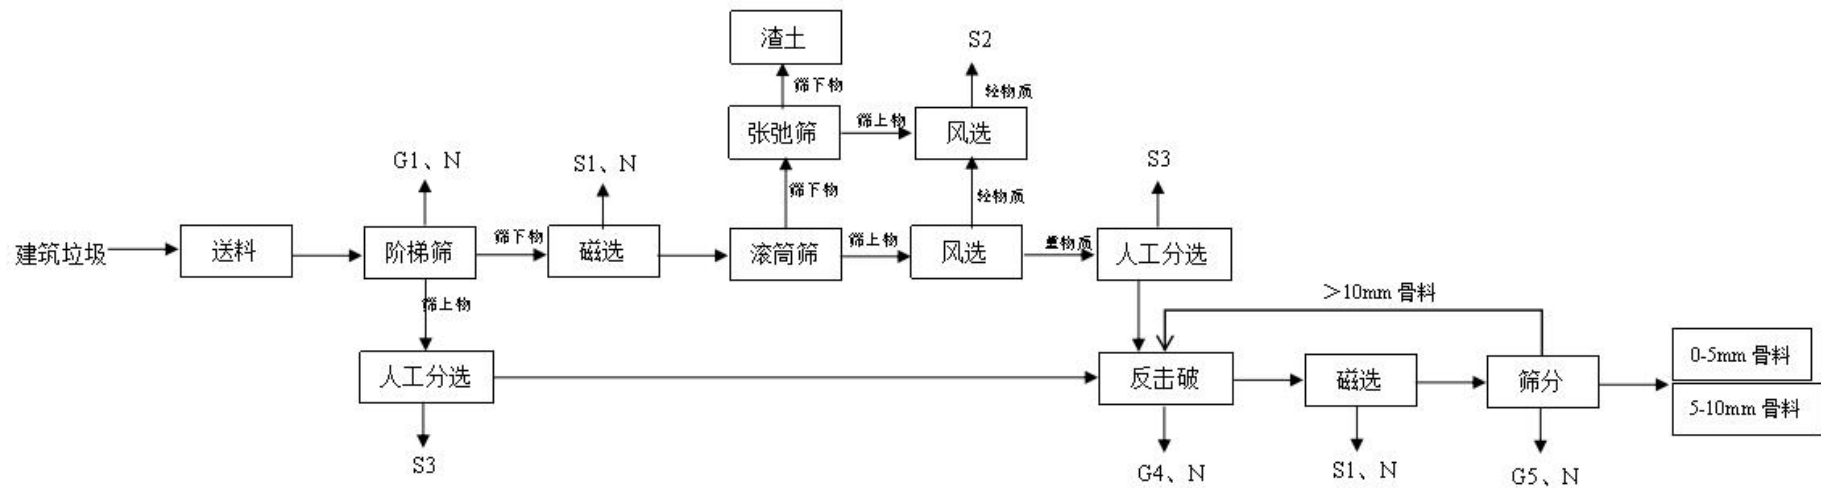 渣土
S2
筛下物
轻物质
张弛筛
筛上物
风选
G1、N
S1、N
S3
筛下物
轻物质
建筑垃圾
送料
阶梯筛
筛下物
磁选
滚筒筛
筛上物
风选
重物质
人工分选
筛上物
＞10mm 骨料
人工分选
反击破
磁选
筛分
0-5mm 骨料
5-10mm 骨料
S3
G4、N
S1、N
G5、N